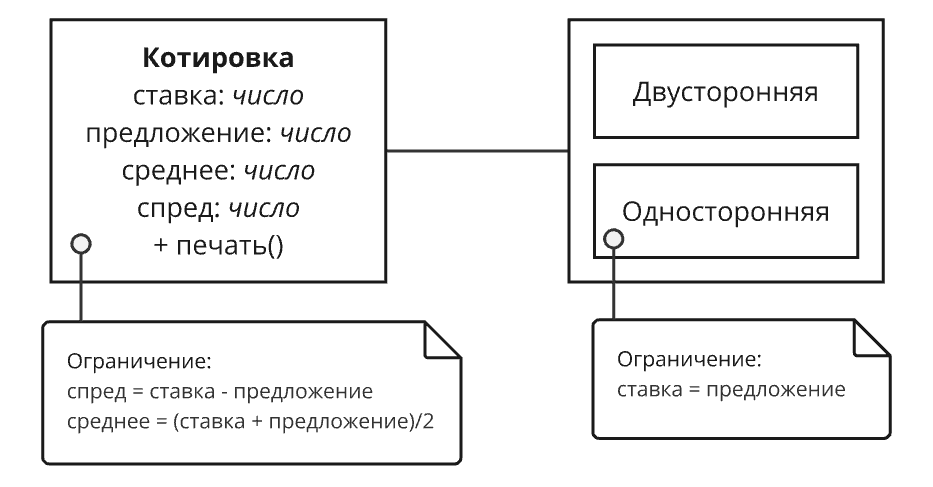 Котировка
ставка: число
предложение: число
среднее: число
спред: число
+ печать()
Двусторонняя
Односторонняя
Ограничение:
спред = ставка - предложение
среднее = (ставка + предложение)/2
Ограничение:
ставка = предложение